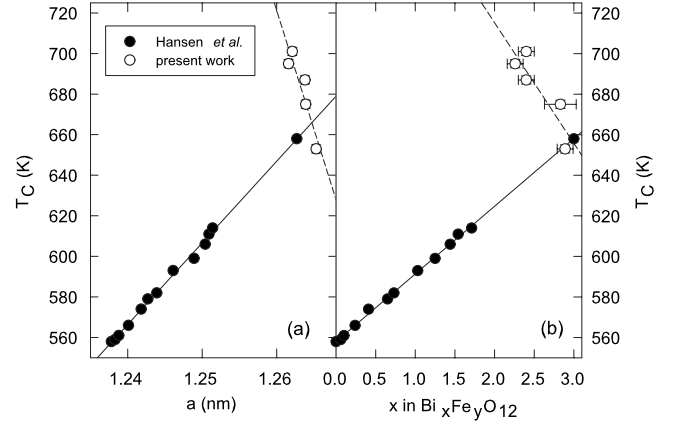 720
700
680
660
640
620
600
580
560
T_C (K)
Hansen et al.
present work
(a)
(b)
720
700
680
660
640
620
600
580
560
T_C (K)
1.24 1.25 1.26
0.0 0.5 1.0 1.5 2.0 2.5 3.0
a (nm)
x in Bi_xFe_yO_12